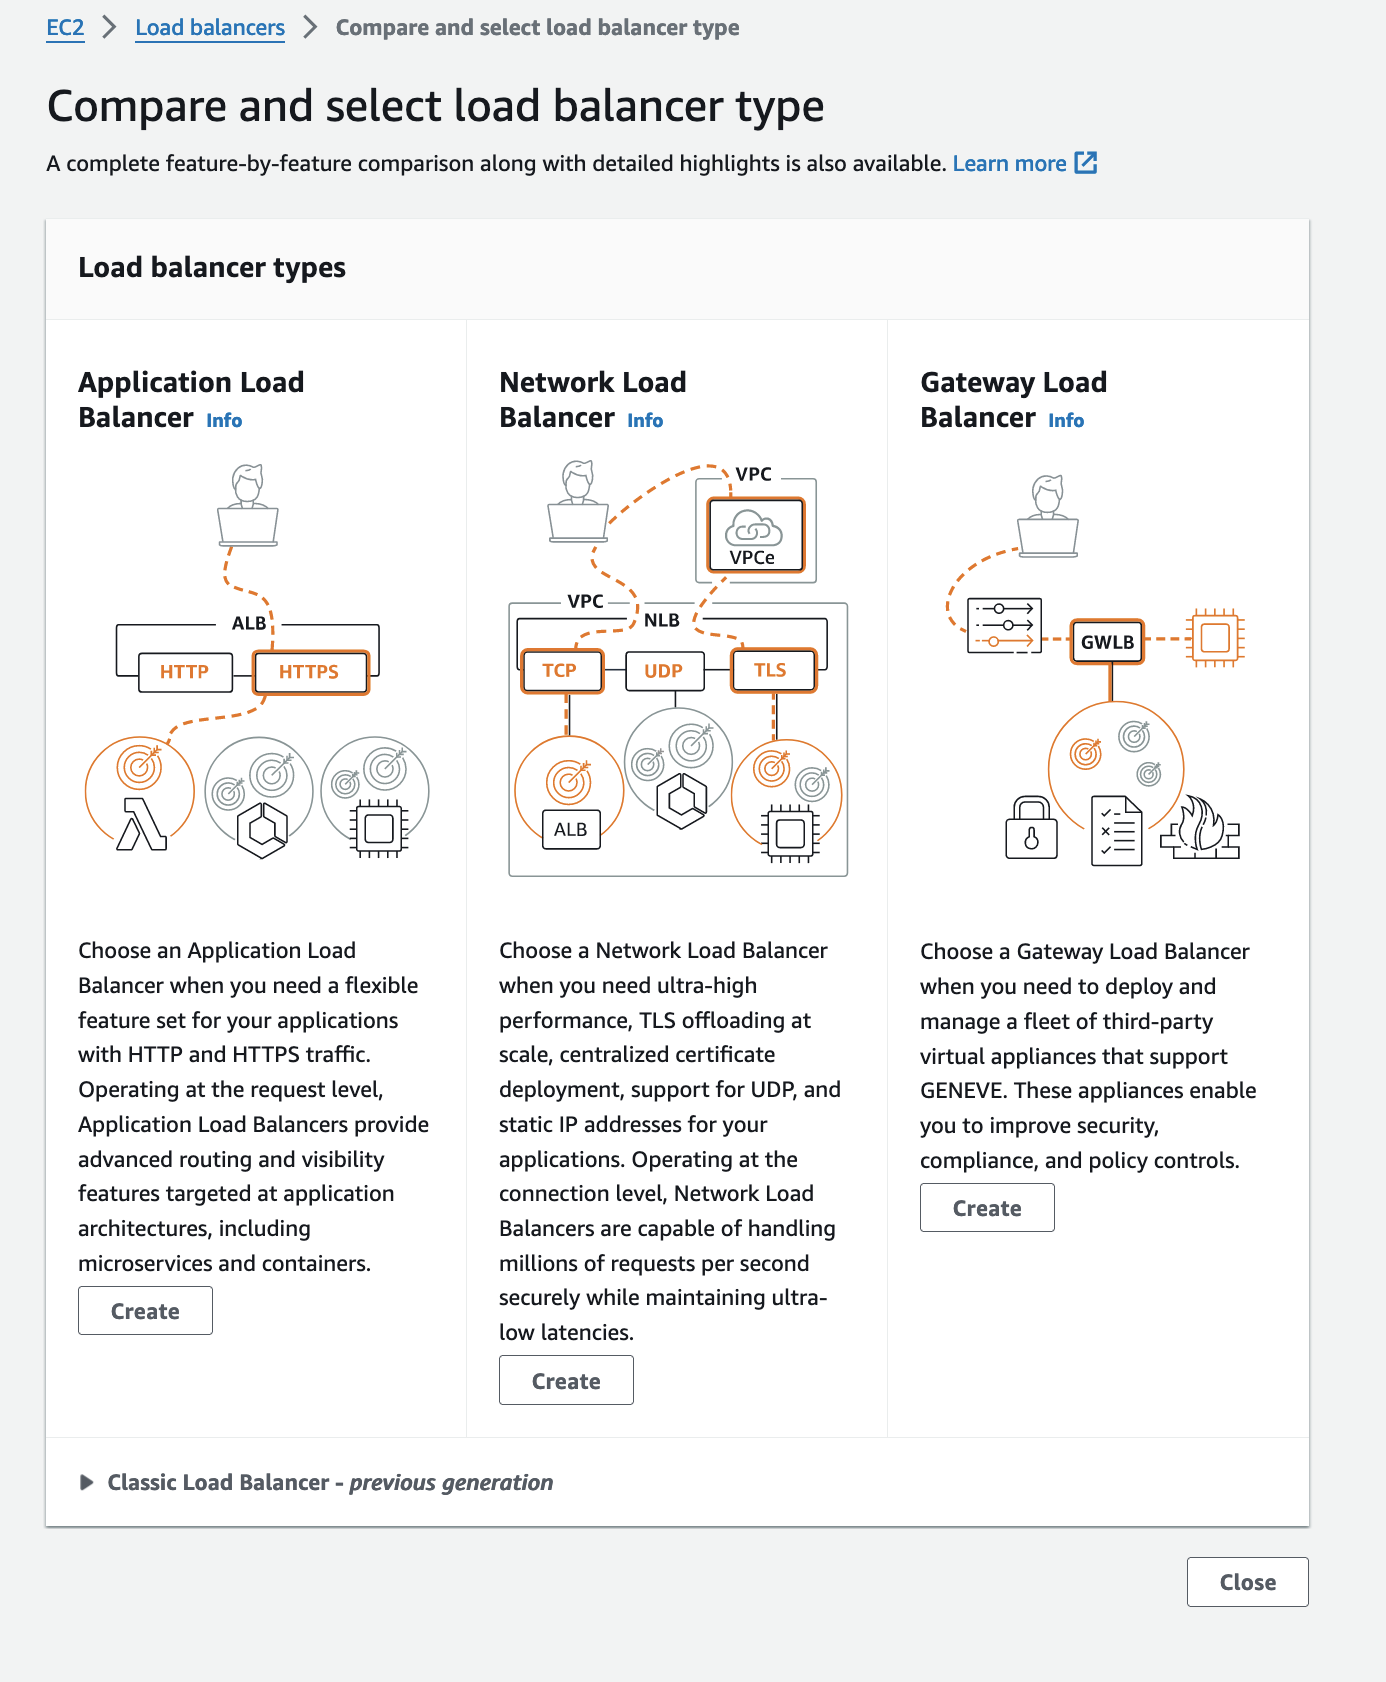 EC2 > Load balancers > Compare and select load balancer type
Compare and select load balancer type
A complete feature-by-feature comparison along with detailed highlights is also available. Learn more
Load balancer types
Application Load
Balancer Info
ALB
HTTP
HTTPS
Choose an Application Load
Balancer when you need a flexible
feature set for your applications
with HTTP and HTTPS traffic.
Operating at the request level,
Application Load Balancers provide
advanced routing and visibility
features targeted at application
architectures, including
microservices and containers.
Create
Network Load
Balancer Info
VPC
VPCe
VPC
NLB
TCP
UDP
TLS
ALB
Choose a Network Load Balancer
when you need ultra-high
performance, TLS offloading at
scale, centralized certificate
deployment, support for UDP, and
static IP addresses for your
applications. Operating at the
connection level, Network Load
Balancers are capable of handling
millions of requests per second
securely while maintaining ultra-
low latencies.
Create
Gateway Load
Balancer Info
GWLB
Choose a Gateway Load Balancer
when you need to deploy and
manage a fleet of third-party
virtual appliances that support
GENEVE. These appliances enable
you to improve security,
compliance, and policy controls.
Create
Classic Load Balancer - previous generation
Close